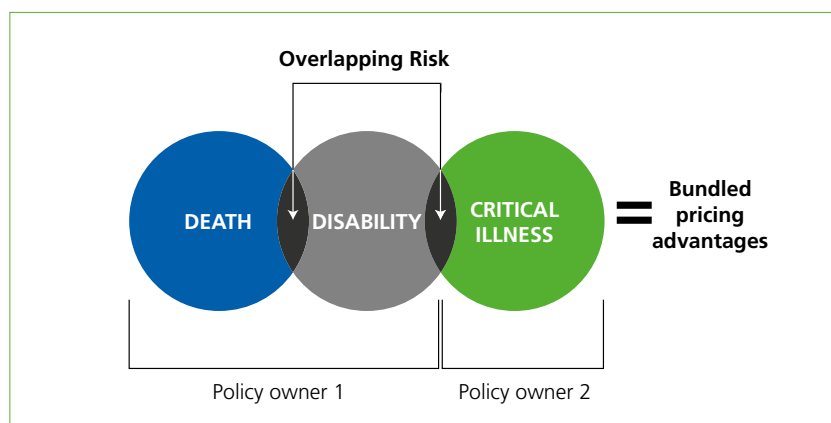 Overlapping Risk
DEATH
DISABILITY
CRITICAL
ILLNESS
=
Bundled
pricing
advantages
Policy owner 1
Policy owner 2